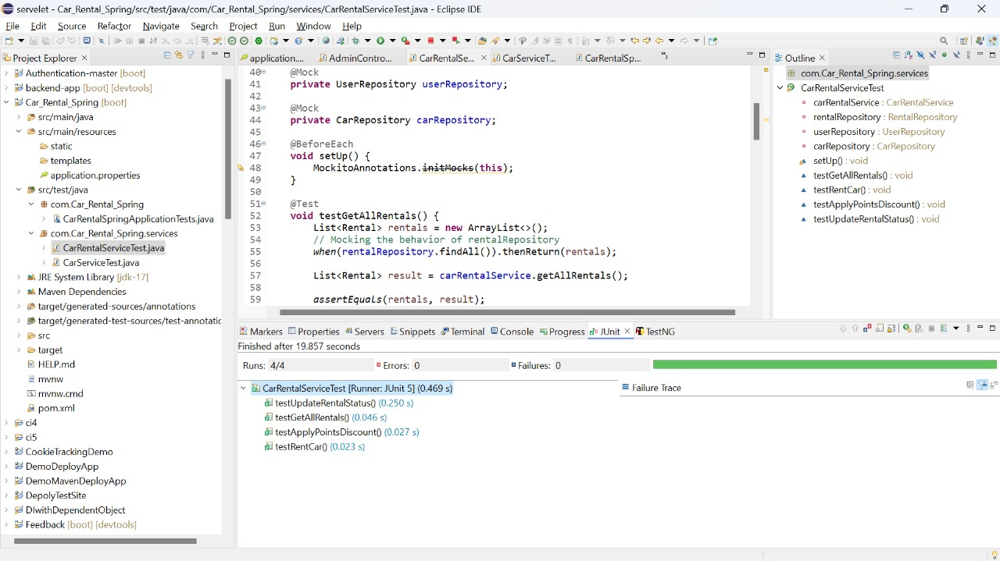 servelet - Car_Rental_Spring/src/test/java/com/Car_Rental_Spring/services/CarRentalServiceTest.java - Eclipse IDE
File Edit Source Refactor Navigate Search Project Run Window Help
Project Explorer
Authentication-master [boot]
backend-app [boot] [devtools]
Car_Rental_Spring [boot]
src/main/java
src/main/resources
static
templates
application.properties
src/test/java
com.Car_Rental_Spring
CarRentalSpringApplicationTests.java
com.Car_Rental_Spring.services
CarRentalServiceTest.java
CarServiceTest.java
JRE System Library [jdk-17]
Maven Dependencies
target/generated-sources/annotations
target/generated-test-sources/test-annotatic
src
target
HELP.md
mvnw
mvnw.cmd
pom.xml
ci4
ci5
CookieTrackingDemo
DemoDeployApp
DemoMavenDeployApp
DepolyTestSite
DIwithDependentObject
Feedback [boot] [devtools]
application.... AdminContro... CarRentalSe... CarServiceT... CarRentalSp... »3
40 @Mock
41 private UserRepository userRepository;
42
43 @Mock
44 private CarRepository carRepository;
45
46 @BeforeEach
47 void setUp() {
48 MockitoAnnotations.initMocks(this);
49 }
50
51 @Test
52 void testGetAllRentals() {
53 List<Rental> rentals = new ArrayList<>();
54 // Mocking the behavior of rentalRepository
55 when(rentalRepository.findAll()).thenReturn(rentals);
56
57 List<Rental> result = carRentalService.getAllRentals();
58
59 assertEquals(rentals, result);
Outline
com.Car_Rental_Spring.services
CarRentalServiceTest
carRentalService : CarRentalService
rentalRepository : RentalRepository
userRepository : UserRepository
carRepository : CarRepository
setUp() : void
testGetAllRentals() : void
testRentCar() : void
testApplyPointsDiscount() : void
testUpdateRentalStatus() : void
Markers Properties Servers Snippets Terminal Console Progress JUnit TestNG
Finished after 19.857 seconds
Runs: 4/4 Errors: 0 Failures: 0
CarRentalServiceTest [Runner: JUnit 5] (0.469 s)
testUpdateRentalStatus() (0.250 s)
testGetAllRentals() (0.046 s)
testApplyPointsDiscount() (0.027 s)
testRentCar() (0.023 s)
Failure Trace